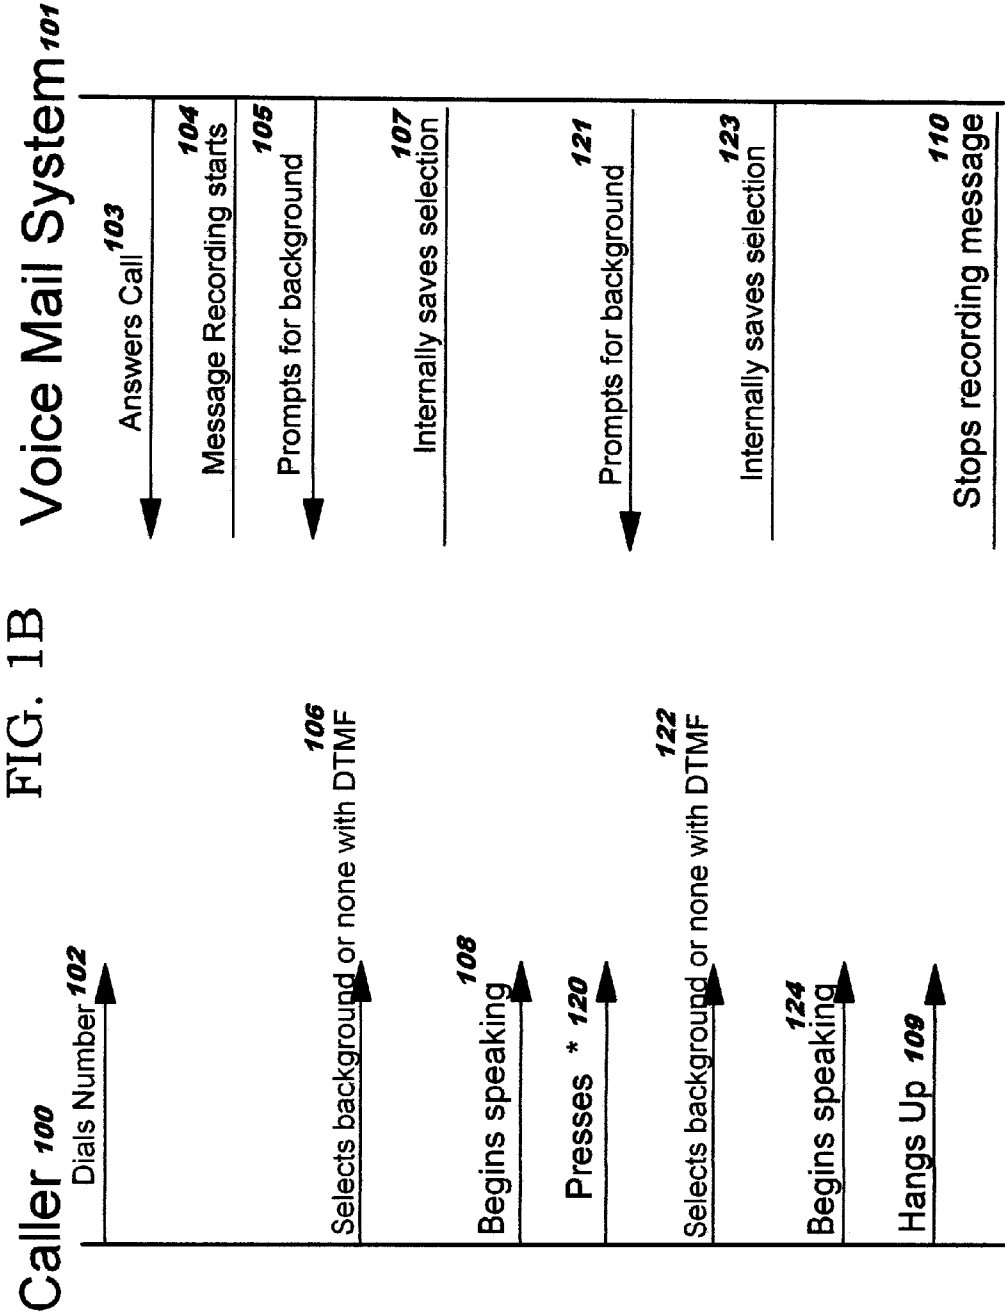 FIG. 1B
Caller 100
Voice Mail System 101
Dials Number 102
Answers Call 103
Message Recording starts 104
Prompts for background 105
Selects background or none with DTMF 106
Internally saves selection 107
Begins speaking 108
Presses * 120
Prompts for background 121
Selects background or none with DTMF 122
Internally saves selection 123
Begins speaking 124
Hangs Up 109
Stops recording message 110